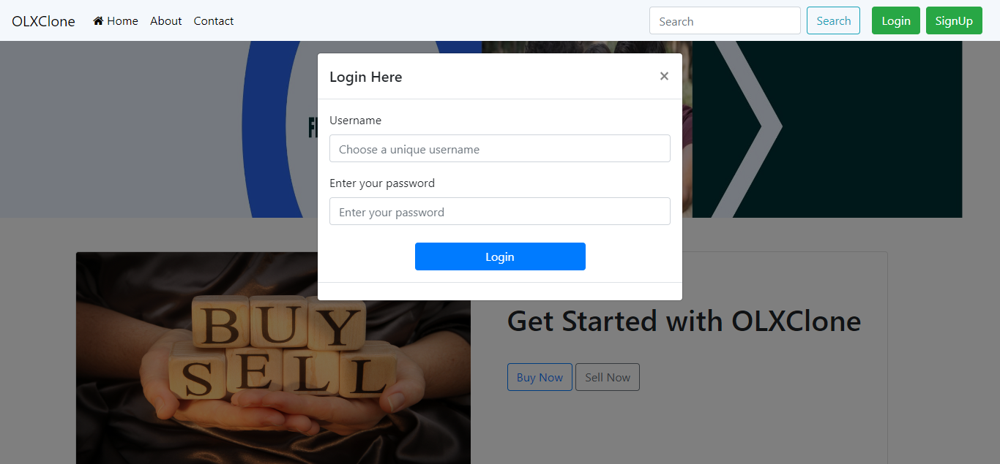 OLXClone Home About Contact Search Search Login SignUp
Login Here ×
Username
Choose a unique username
Enter your password
Enter your password
Login
BUY
SELL
Get Started with OLXClone
Buy Now Sell Now